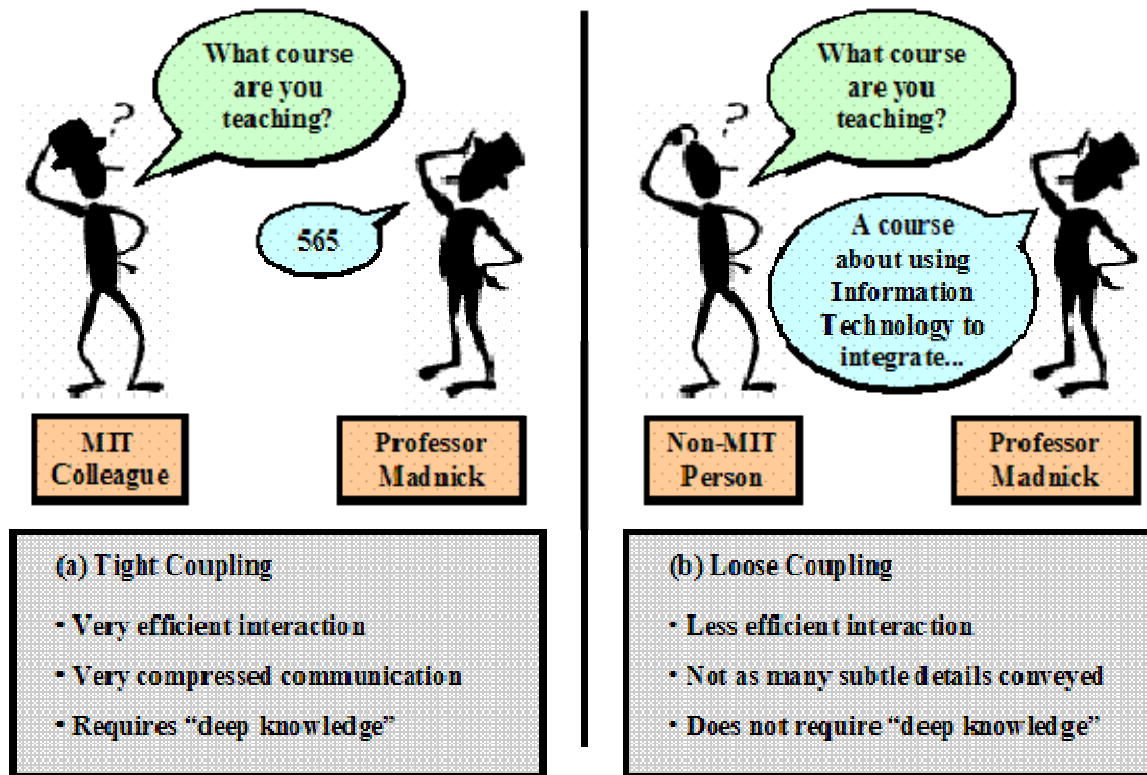 What course
are you
teaching?
?
565
MIT
Colleague
Professor
Madnick
(a) Tight Coupling
• Very efficient interaction
• Very compressed communication
• Requires “deep knowledge”
What course
are you
teaching?
?
A course
about using
Information
Technology to
integrate...
Non-MIT
Person
Professor
Madnick
(b) Loose Coupling
• Less efficient interaction
• Not as many subtle details conveyed
• Does not require “deep knowledge”